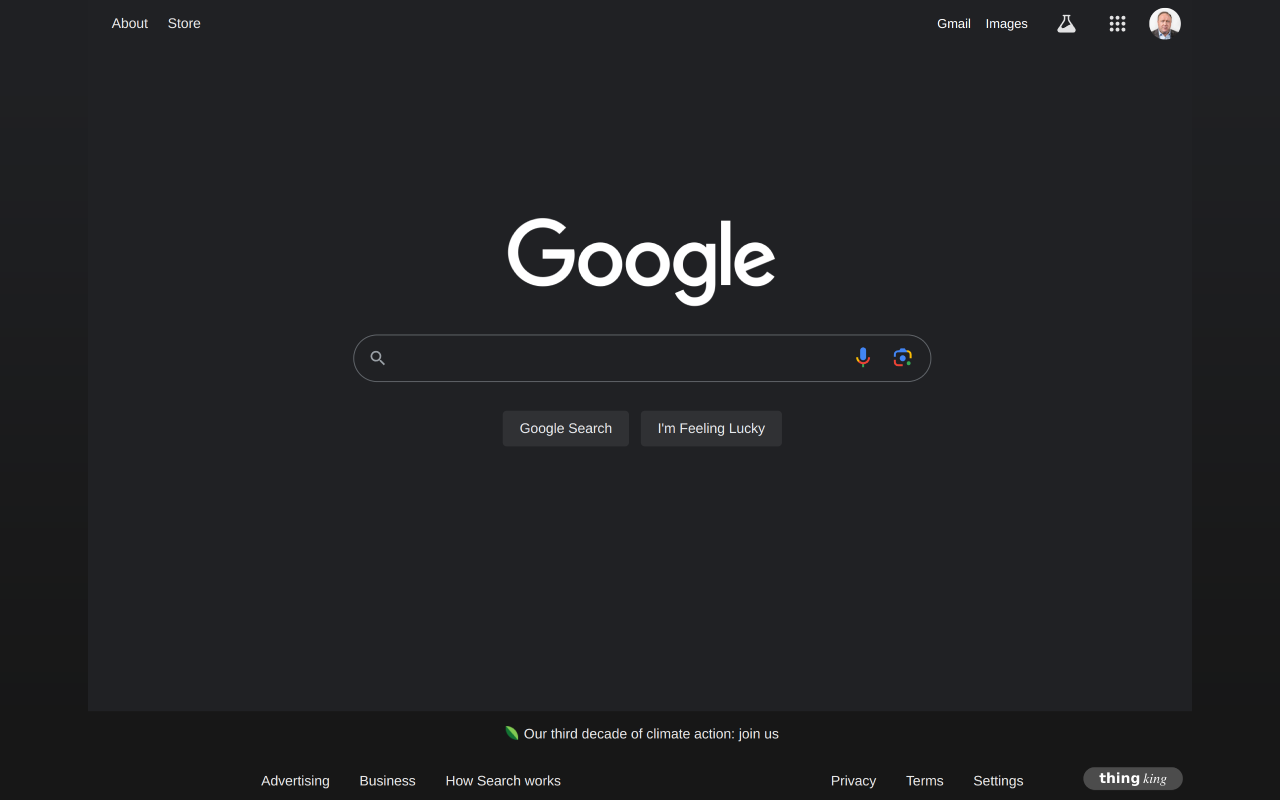 About Store
Gmail Images
Google
Google Search I'm Feeling Lucky
Our third decade of climate action: join us
Advertising Business How Search works
Privacy Terms Settings
thing king